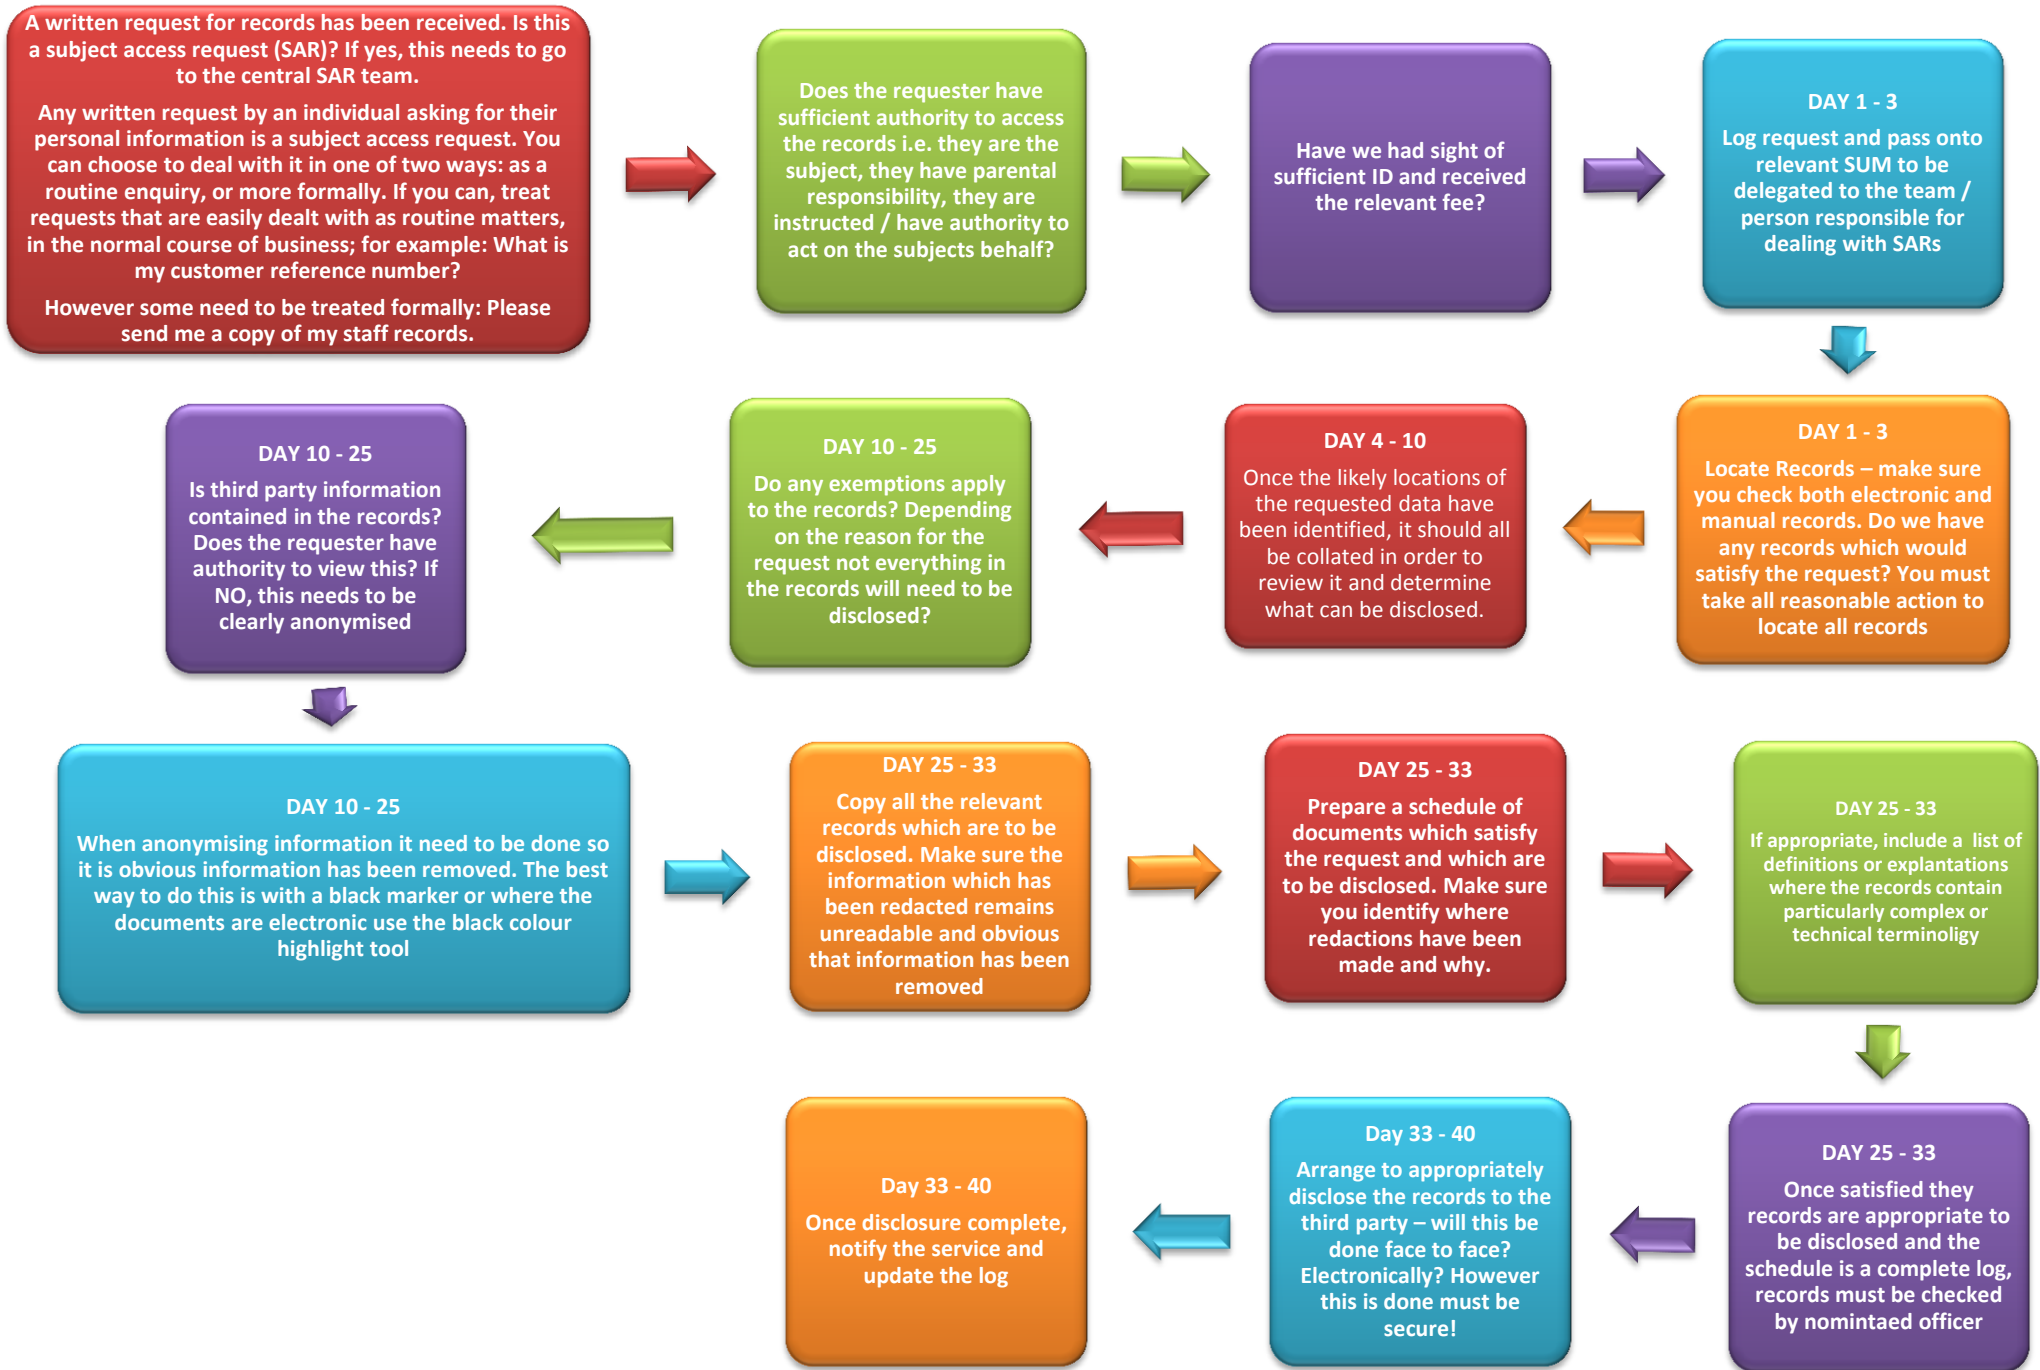 A written request for records has been received. Is this
a subject access request (SAR)? If yes, this needs to go
to the central SAR team.
Any written request by an individual asking for their
personal information is a subject access request. You
can choose to deal with it in one of two ways: as a
routine enquiry, or more formally. If you can, treat
requests that are easily dealt with as routine matters,
in the normal course of business; for example: What is
my customer reference number?
However some need to be treated formally: Please
send me a copy of my staff records.
Does the requester have
sufficient authority to access
the records i.e. they are the
subject, they have parental
responsibility, they are
instructed / have authority to
act on the subjects behalf?
Have we had sight of
sufficient ID and received
the relevant fee?
DAY 1 - 3
Log request and pass onto
relevant SUM to be
delegated to the team /
person responsible for
dealing with SARs
DAY 1 - 3
Locate Records – make sure
you check both electronic and
manual records. Do we have
any records which would
satisfy the request? You must
take all reasonable action to
locate all records
DAY 4 - 10
Once the likely locations of
the requested data have
been identified, it should all
be collated in order to
review it and determine
what can be disclosed.
DAY 10 - 25
Do any exemptions apply
to the records? Depending
on the reason for the
request not everything in
the records will need to be
disclosed?
DAY 10 - 25
Is third party information
contained in the records?
Does the requester have
authority to view this? If
NO, this needs to be
clearly anonymised
DAY 10 - 25
When anonymising information it need to be done so
it is obvious information has been removed. The best
way to do this is with a black marker or where the
documents are electronic use the black colour
highlight tool
DAY 25 - 33
Copy all the relevant
records which are to be
disclosed. Make sure the
information which has
been redacted remains
unreadable and obvious
that information has been
removed
DAY 25 - 33
Prepare a schedule of
documents which satisfy
the request and which are
to be disclosed. Make sure
you identify where
redactions have been
made and why.
DAY 25 - 33
If appropriate, include a  list of
definitions or explantations
where the records contain
particularly complex or
technical terminoligy
DAY 25 - 33
Once satisfied they
records are appropriate to
be disclosed and the
schedule is a complete log,
records must be checked
by nomintaed officer
Day 33 - 40
Arrange to appropriately
disclose the records to the
third party – will this be
done face to face?
Electronically? However
this is done must be
secure!
Day 33 - 40
Once disclosure complete,
notify the service and
update the log